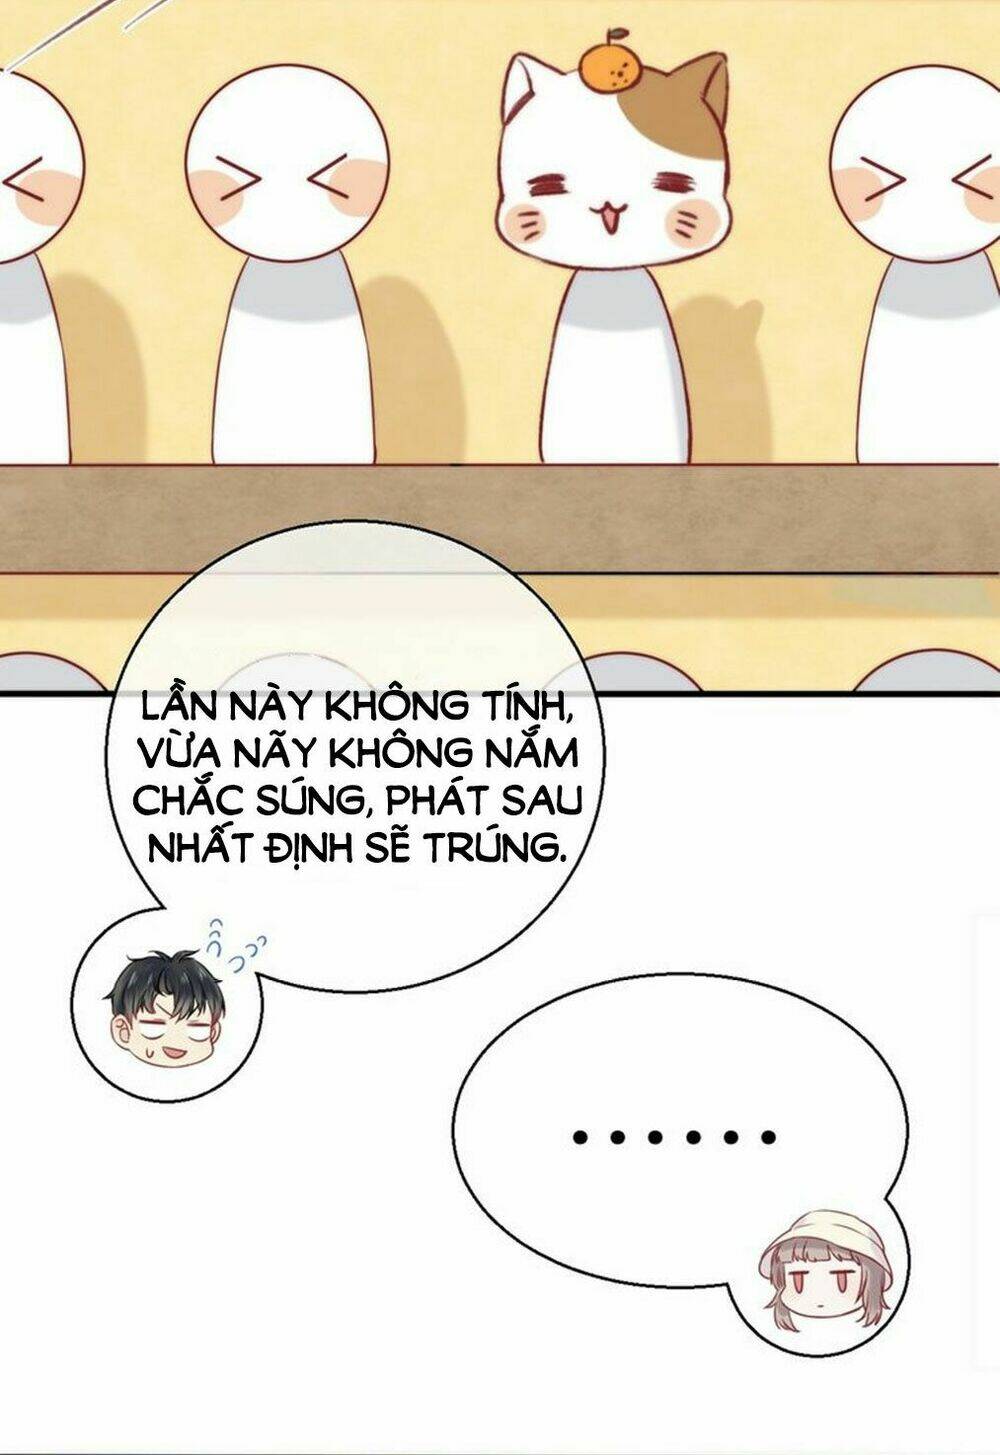 LẦN NÀY KHÔNG TÍNH,
VỪA NÃY KHÔNG NẮM
CHẮC SÚNG, PHÁT SAU
NHẤT ĐỊNH SẼ TRÚNG.
......